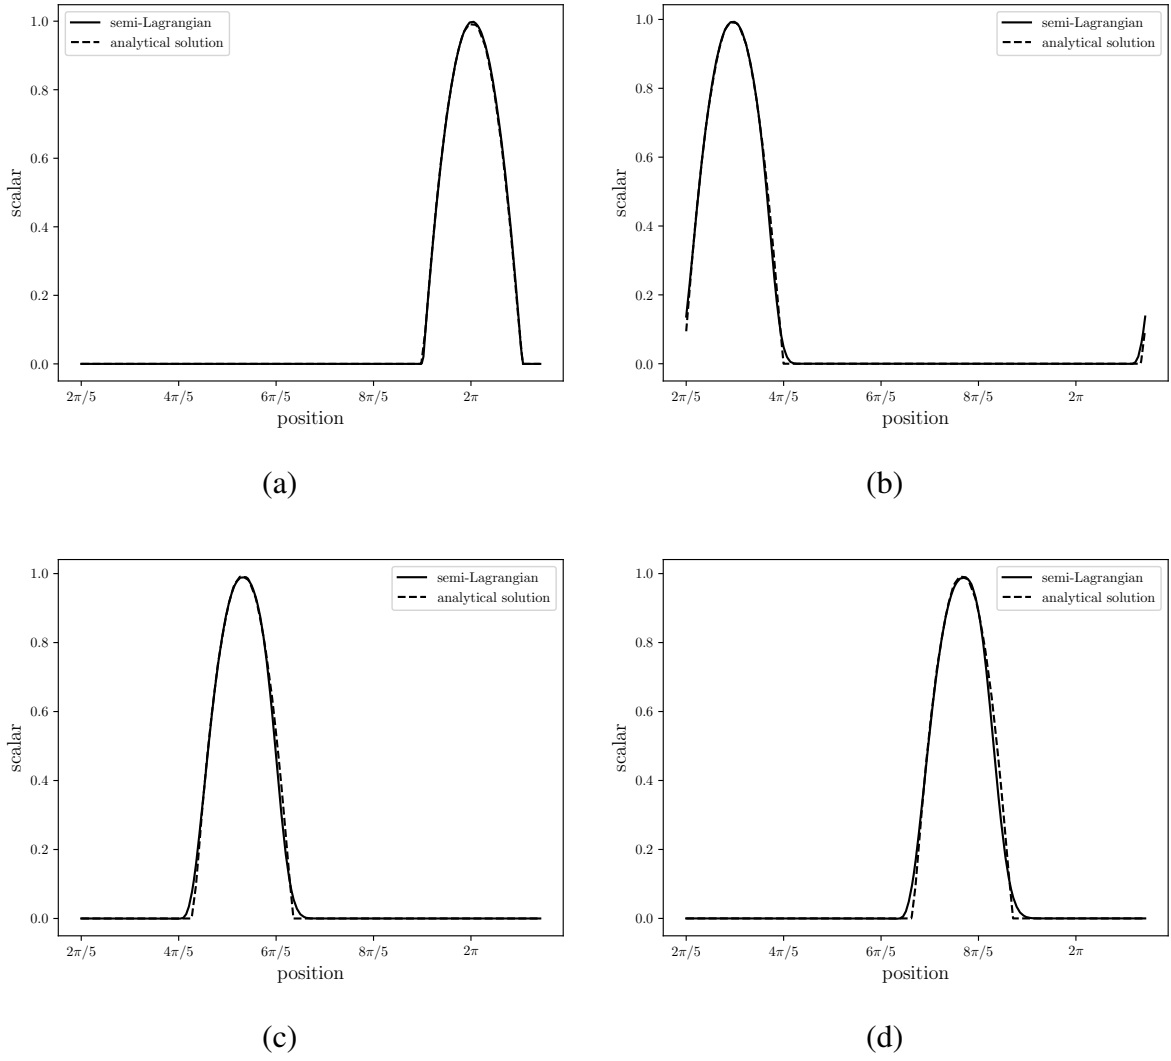 semi-Lagrangian
analytical solution
1.0
0.8
0.6
0.4
0.2
0.0
scalar
2π/5 4π/5 6π/5 8π/5 2π
position
(a)
semi-Lagrangian
analytical solution
1.0
0.8
0.6
0.4
0.2
0.0
scalar
2π/5 4π/5 6π/5 8π/5 2π
position
(b)
semi-Lagrangian
analytical solution
1.0
0.8
0.6
0.4
0.2
0.0
scalar
2π/5 4π/5 6π/5 8π/5 2π
position
(c)
semi-Lagrangian
analytical solution
1.0
0.8
0.6
0.4
0.2
0.0
scalar
2π/5 4π/5 6π/5 8π/5 2π
position
(d)